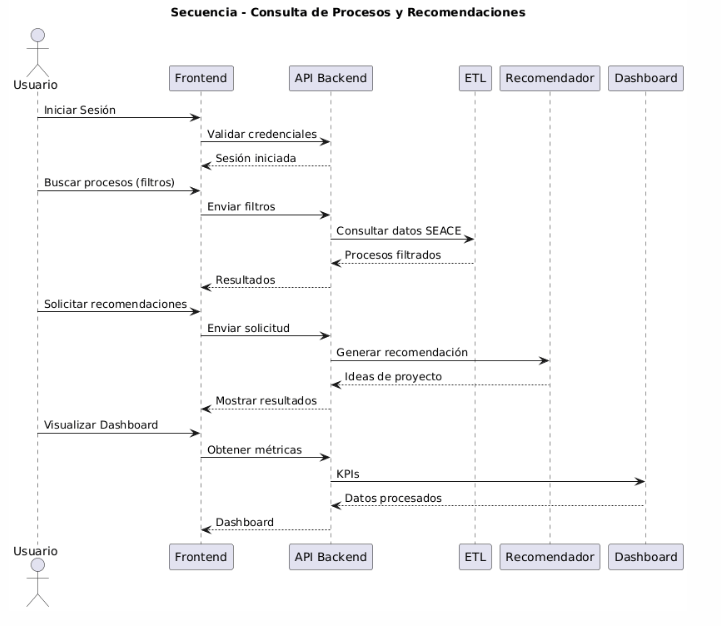 Secuencia - Consulta de Procesos y Recomendaciones
Usuario
Frontend
API Backend
ETL
Recomendador
Dashboard
Iniciar Sesión
Validar credenciales
Sesión iniciada
Buscar procesos (filtros)
Enviar filtros
Consultar datos SEACE
Procesos filtrados
Resultados
Solicitar recomendaciones
Enviar solicitud
Generar recomendación
Ideas de proyecto
Mostrar resultados
Visualizar Dashboard
Obtener métricas
KPIs
Datos procesados
Dashboard
Usuario
Frontend
API Backend
ETL
Recomendador
Dashboard